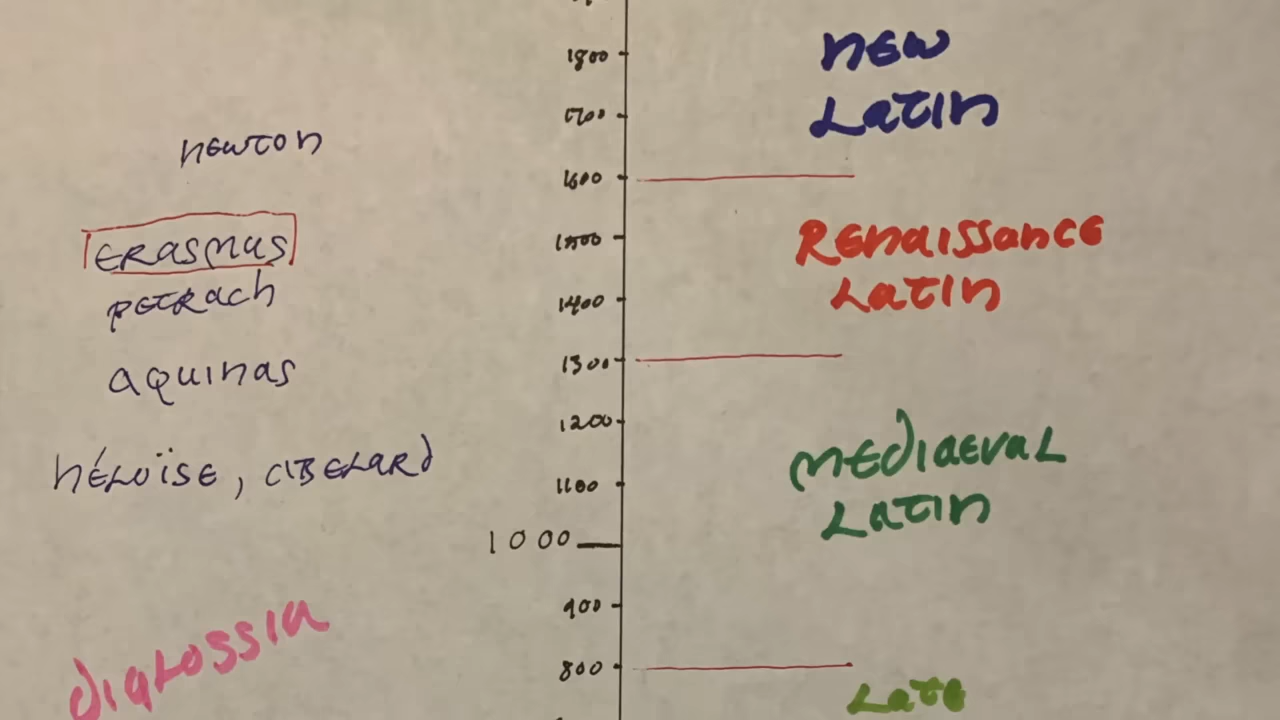 1800
NEW
LATIN
1700
NEWTON
1600
ERASMUS
1500
RENAISSANCE
LATIN
PETRACH
1400
AQUINAS
1300
1200
MEDIAEVAL
LATIN
HÉLOÏSE, ABELARD
1100
1000
900
DIGLOSSIA
800
LATE